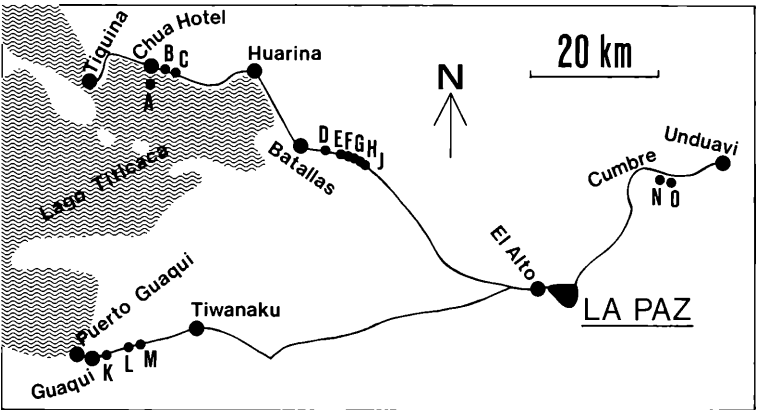 Tiquina
Chua Hotel
B C
A
Huarina
20 km
N
D E F G H J
Batallas
Lago Titicaca
Unduavi
Cumbre
N O
El Alto
LA PAZ
Puerto Guaqui
Tiwanaku
Guaqui
K L M